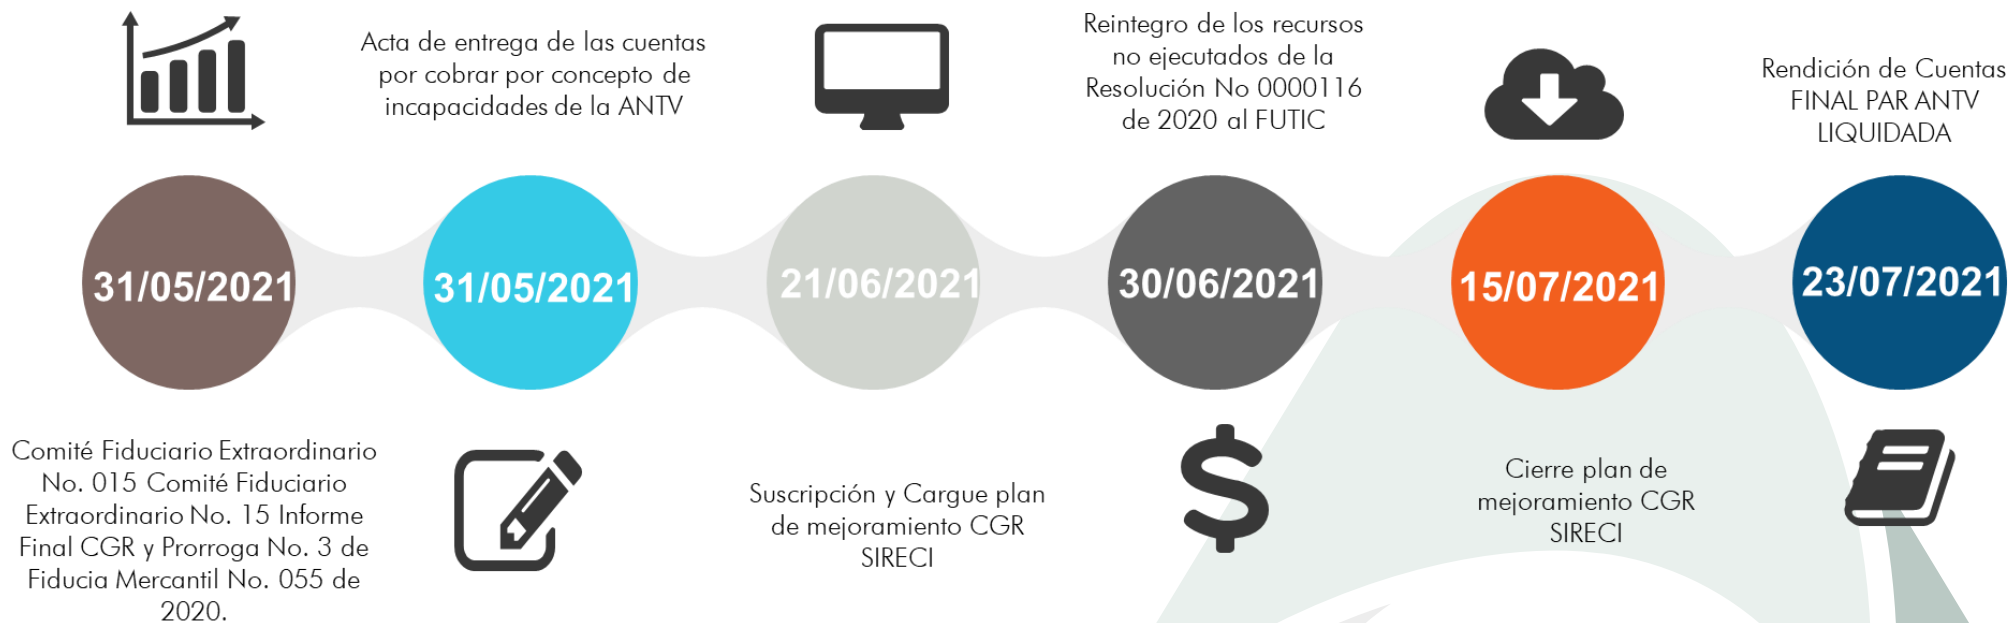 Acta de entrega de las cuentas
por cobrar por concepto de
incapacidades de la ANTV
Reintegro de los recursos
no ejecutados de la
Resolución No 0000116
de 2020 al FUTIC
Rendición de Cuentas
FINAL PAR ANTV
LIQUIDADA
31/05/2021
31/05/2021
21/06/2021
30/06/2021
15/07/2021
23/07/2021
Comité Fiduciario Extraordinario
No. 015 Comité Fiduciario
Extraordinario No. 15 Informe
Final CGR y Prorroga No. 3 de
Fiducia Mercantil No. 055 de
2020.
Suscripción y Cargue plan
de mejoramiento CGR
SIRECI
Cierre plan de
mejoramiento CGR
SIRECI